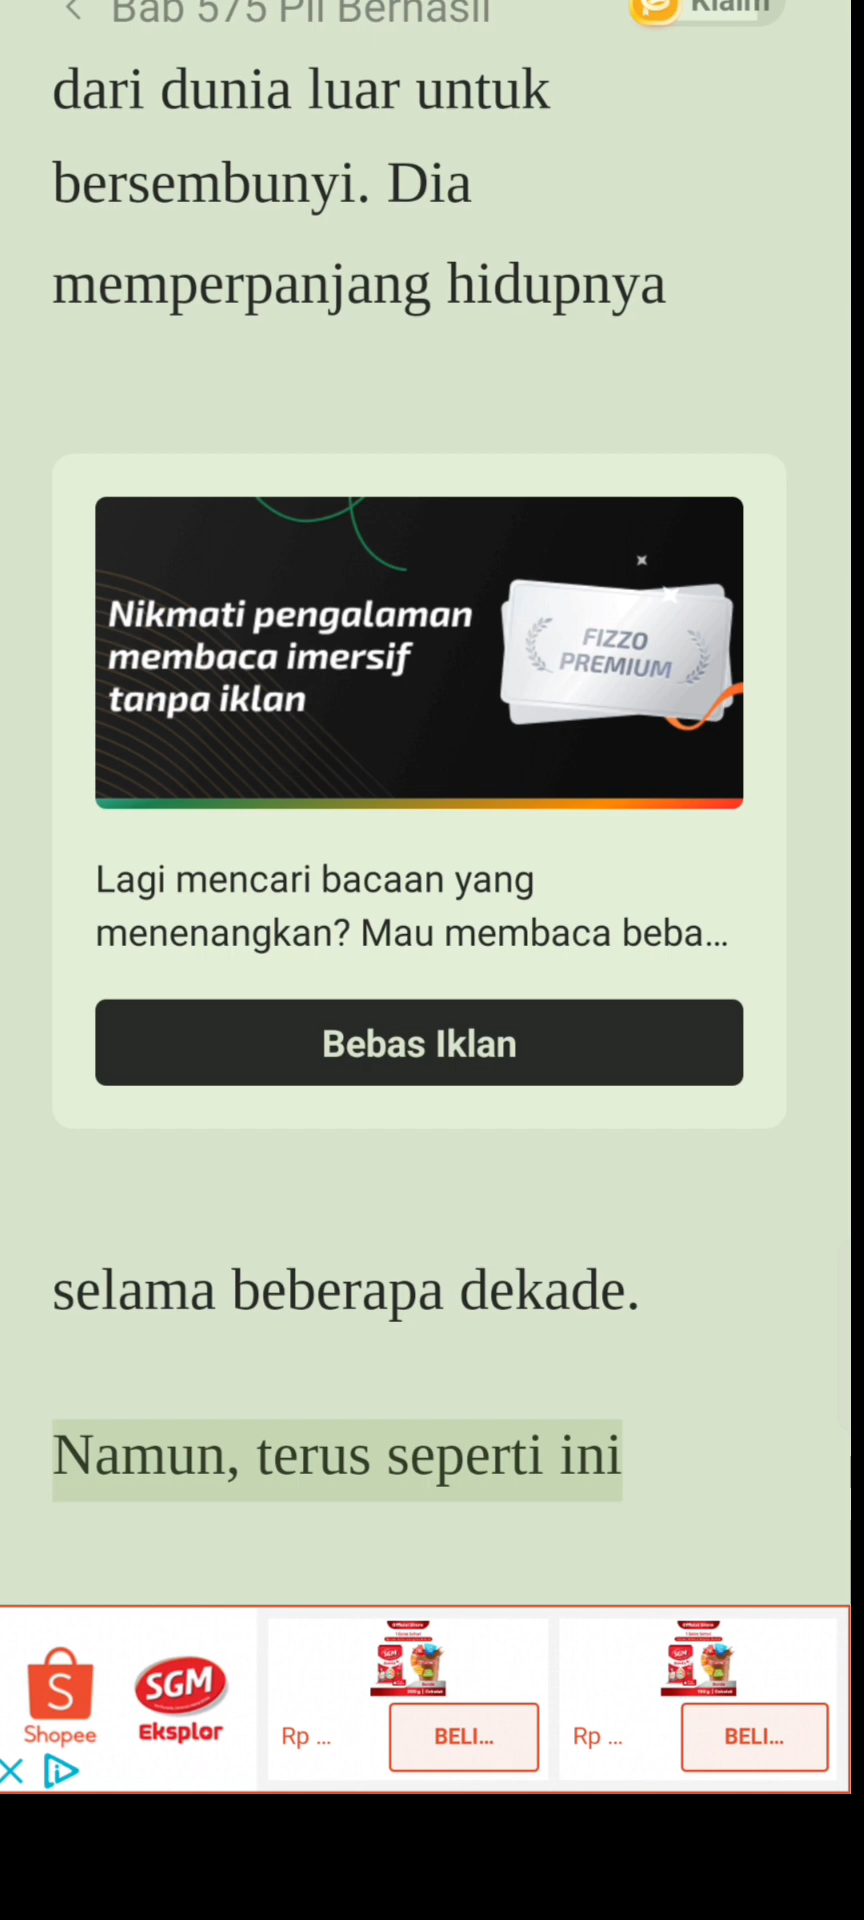 Bab 575 Pil Berhasil
Klaim
dari dunia luar untuk
bersembunyi. Dia
memperpanjang hidupnya
Nikmati pengalaman
membaca imersif
tanpa iklan
FIZZO
PREMIUM
Lagi mencari bacaan yang
menenangkan? Mau membaca beba...
Bebas Iklan
selama beberapa dekade.
Namun, terus seperti ini
Shopee
SGM
Eksplor
Rp ...
BELI...
Rp ...
BELI...